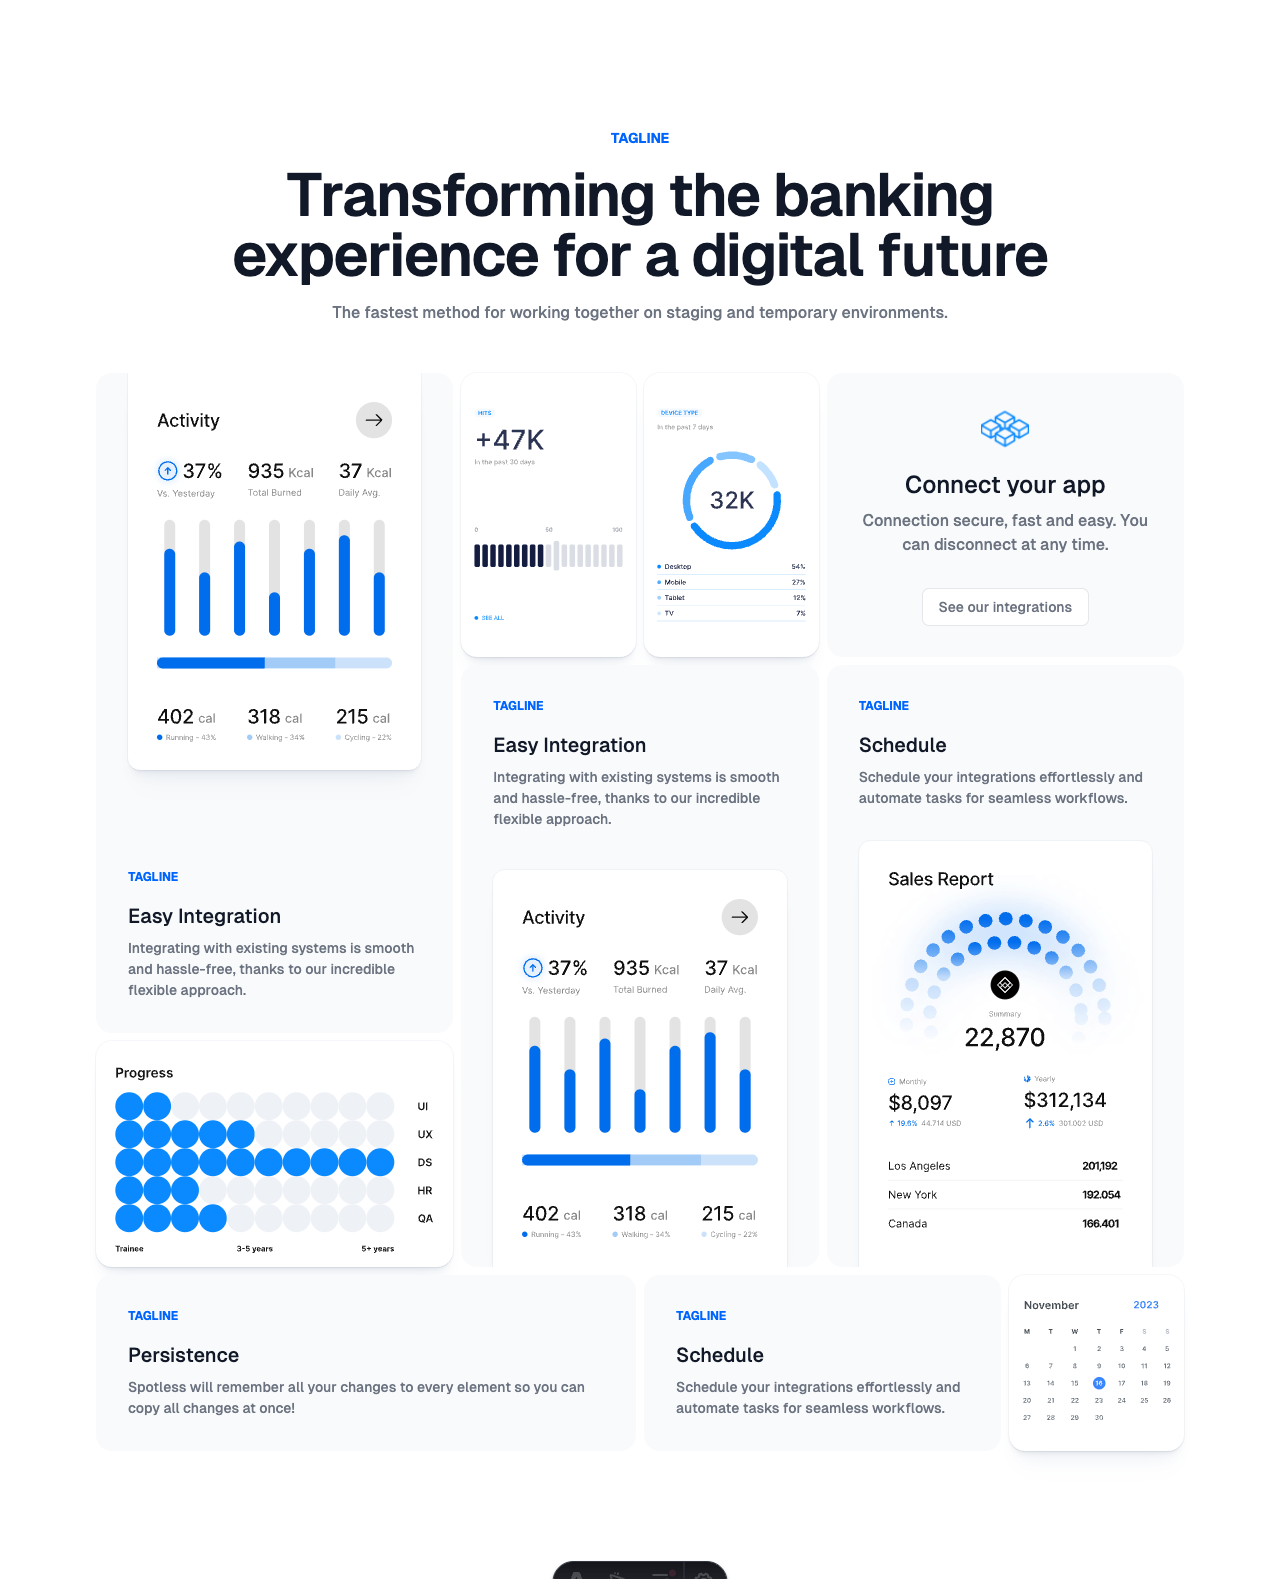 TAGLINE
Transforming the banking
experience for a digital future
The fastest method for working together on staging and temporary environments.
Activity
37% 935 Kcal 37 Kcal
Vs. Yesterday Total Burned Daily Avg.
402 cal 318 cal 215 cal
Running - 43% Walking - 34% Cycling - 22%
TAGLINE
Easy Integration
Integrating with existing systems is smooth
and hassle-free, thanks to our incredible
flexible approach.
HITS
+47K
In the past 30 days
0 50 100
SEE ALL
DEVICE TYPE
In the past 7 days
32K
Desktop 54%
Mobile 27%
Tablet 12%
TV 7%
Connect your app
Connection secure, fast and easy. You
can disconnect at any time.
See our integrations
Progress
UI
UX
DS
HR
QA
Trainee 3-5 years 5+ years
TAGLINE
Easy Integration
Integrating with existing systems is smooth
and hassle-free, thanks to our incredible
flexible approach.
Activity
37% 935 Kcal 37 Kcal
Vs. Yesterday Total Burned Daily Avg.
402 cal 318 cal 215 cal
Running - 43% Walking - 34% Cycling - 22%
TAGLINE
Schedule
Schedule your integrations effortlessly and
automate tasks for seamless workflows.
Sales Report
Summary
22,870
Monthly Yearly
$8,097 $312,134
19.6% 44.714 USD 2.6% 301.002 USD
Los Angeles 201,192
New York 192.054
Canada 166.401
TAGLINE
Persistence
Spotless will remember all your changes to every element so you can
copy all changes at once!
TAGLINE
Schedule
Schedule your integrations effortlessly and
automate tasks for seamless workflows.
November 2023
M T W T F S S
1 2 3 4 5
6 7 8 9 10 11 12
13 14 15 16 17 18 19
20 21 22 23 24 25 26
27 28 29 30